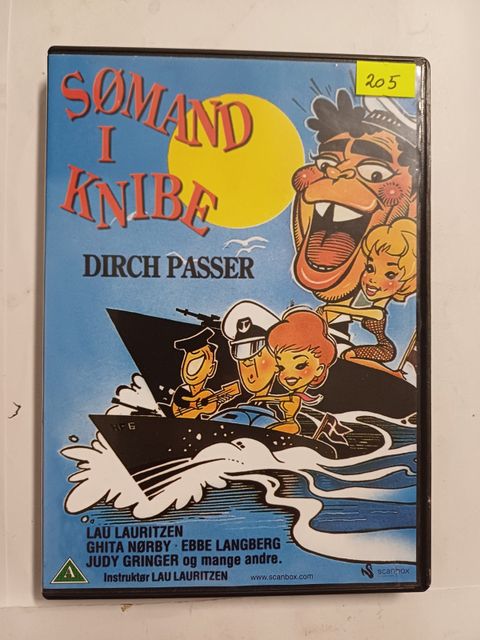 205
SØMAND
I
KNIBE
DIRCH PASSER
LAU LAURITZEN
GHITA NØRBY · EBBE LANGBERG
JUDY GRINGER og mange andre.
A
Instruktør LAU LAURITZEN
www.scanbox.com
scanbox